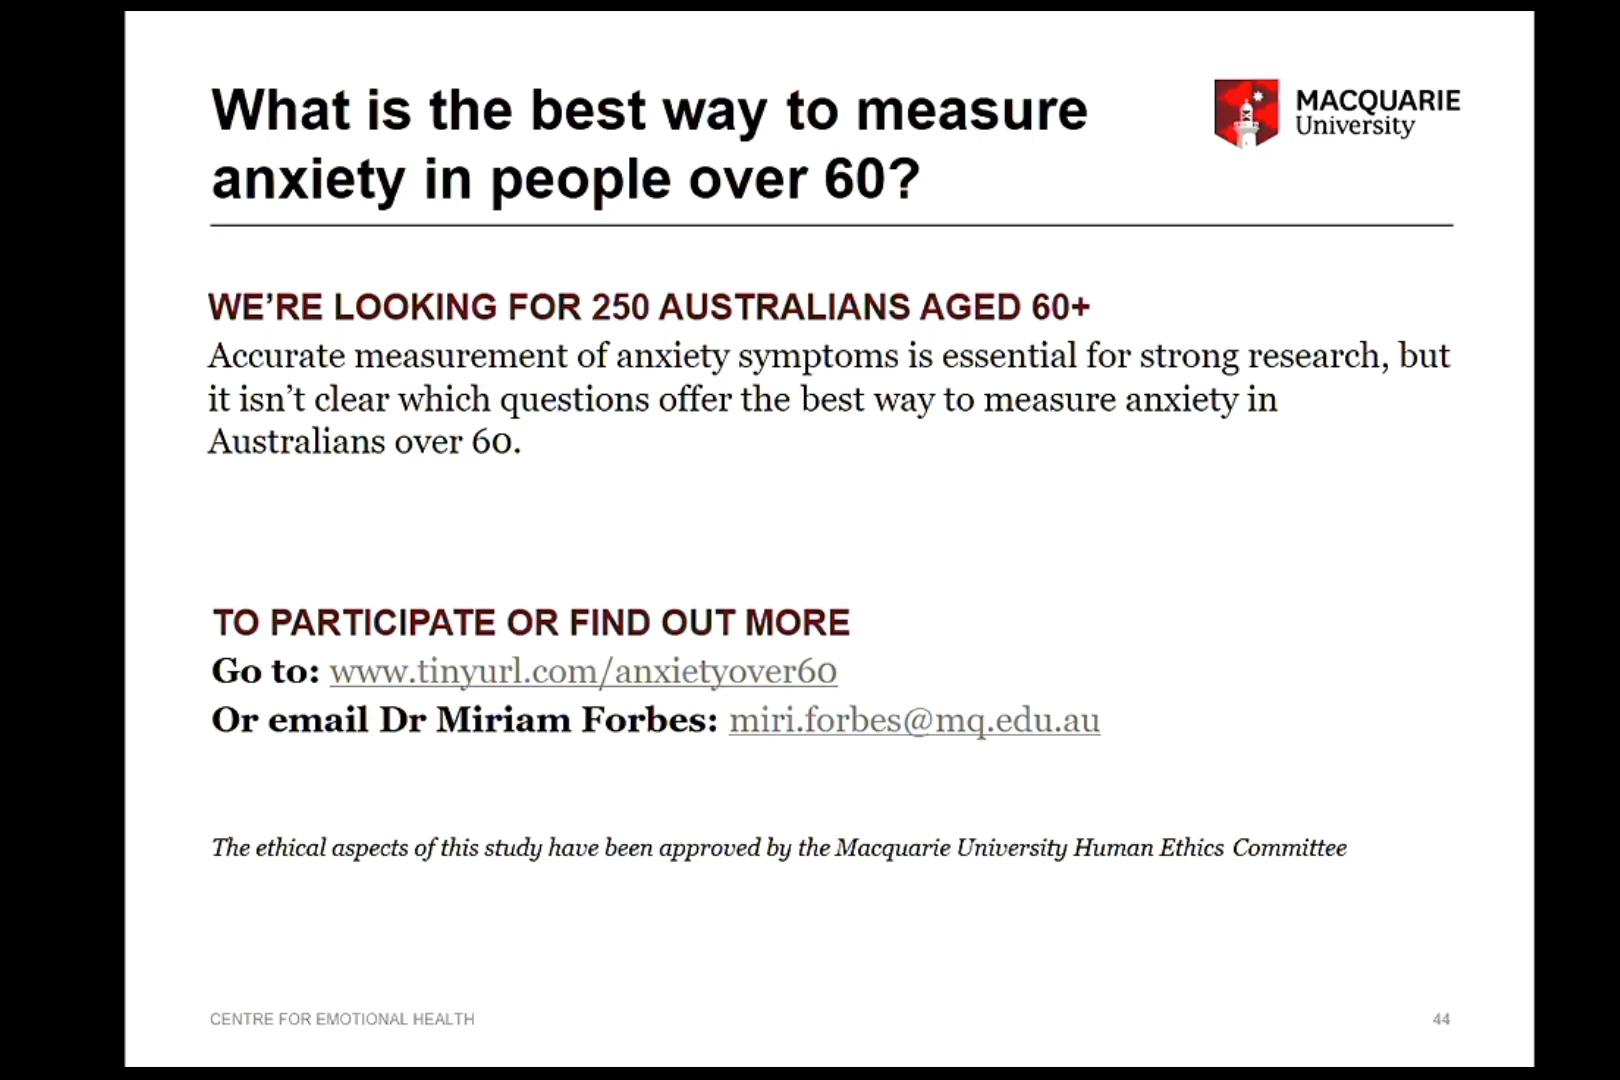 What is the best way to measure
anxiety in people over 60?
MACQUARIE
University
WE’RE LOOKING FOR 250 AUSTRALIANS AGED 60+
Accurate measurement of anxiety symptoms is essential for strong research, but
it isn’t clear which questions offer the best way to measure anxiety in
Australians over 60.
TO PARTICIPATE OR FIND OUT MORE
Go to: www.tinyurl.com/anxietyover60
Or email Dr Miriam Forbes: miri.forbes@mq.edu.au
The ethical aspects of this study have been approved by the Macquarie University Human Ethics Committee
CENTRE FOR EMOTIONAL HEALTH
44